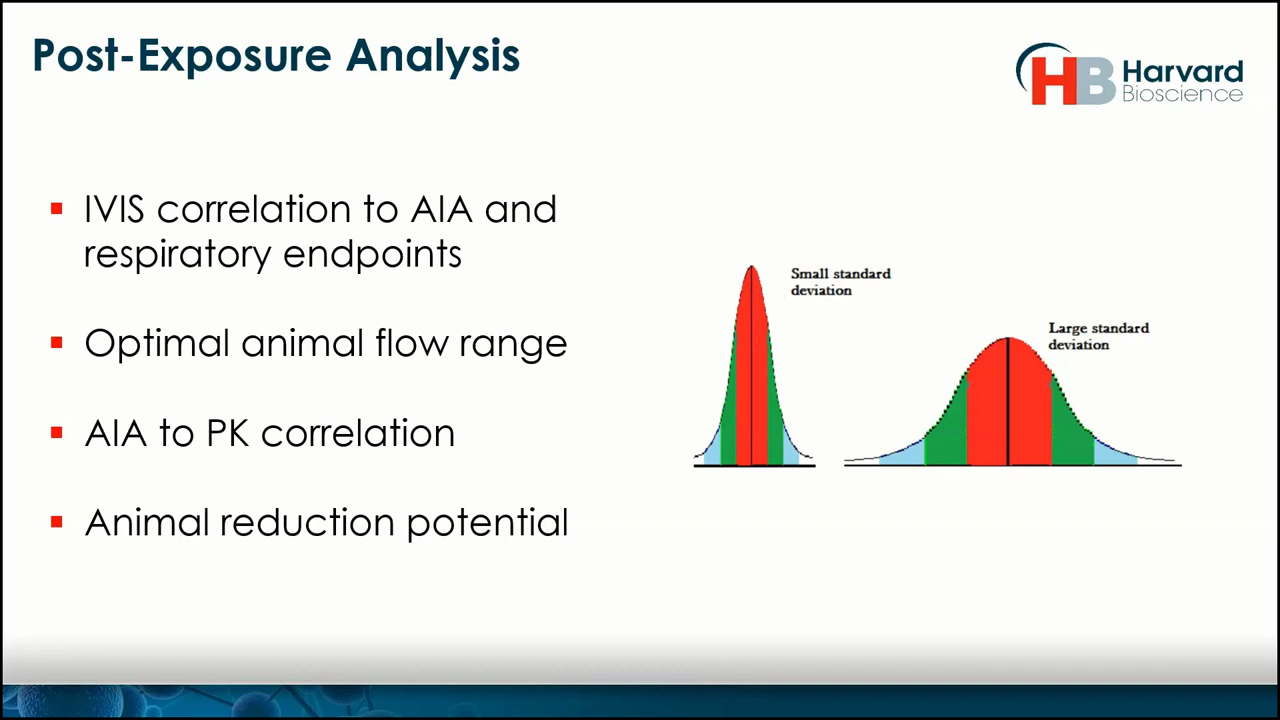 Post-Exposure Analysis
HB Harvard
Bioscience
IVIS correlation to AIA and
respiratory endpoints
Optimal animal flow range
AIA to PK correlation
Animal reduction potential
Small standard
deviation
Large standard
deviation